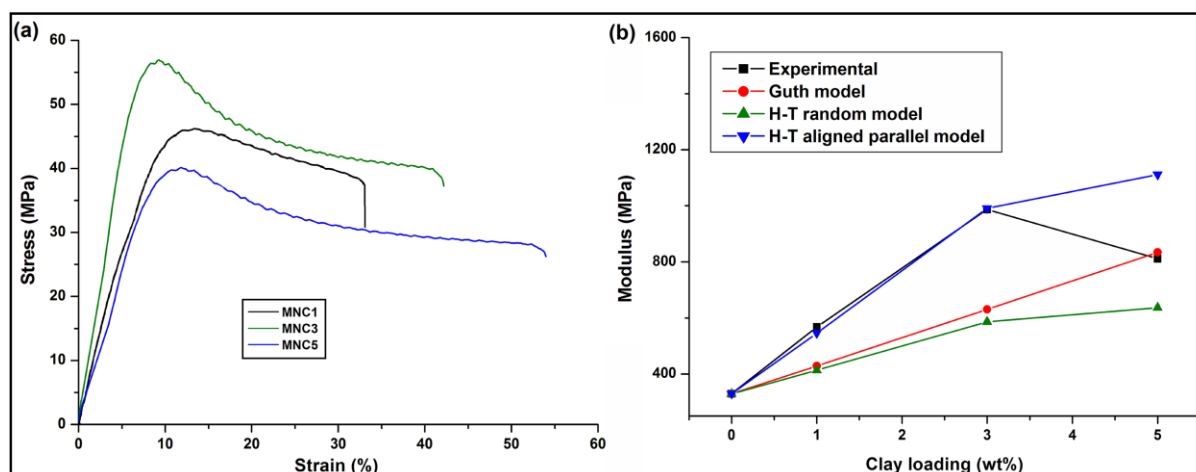 (a)
60
50
40
30
20
10
0
Stress (MPa)
MNC1
MNC3
MNC5
0 10 20 30 40 50 60
Strain (%)
(b)
1600
1200
800
400
Modulus (MPa)
Experimental
Guth model
H-T random model
H-T aligned parallel model
0 1 2 3 4 5
Clay loading (wt%)